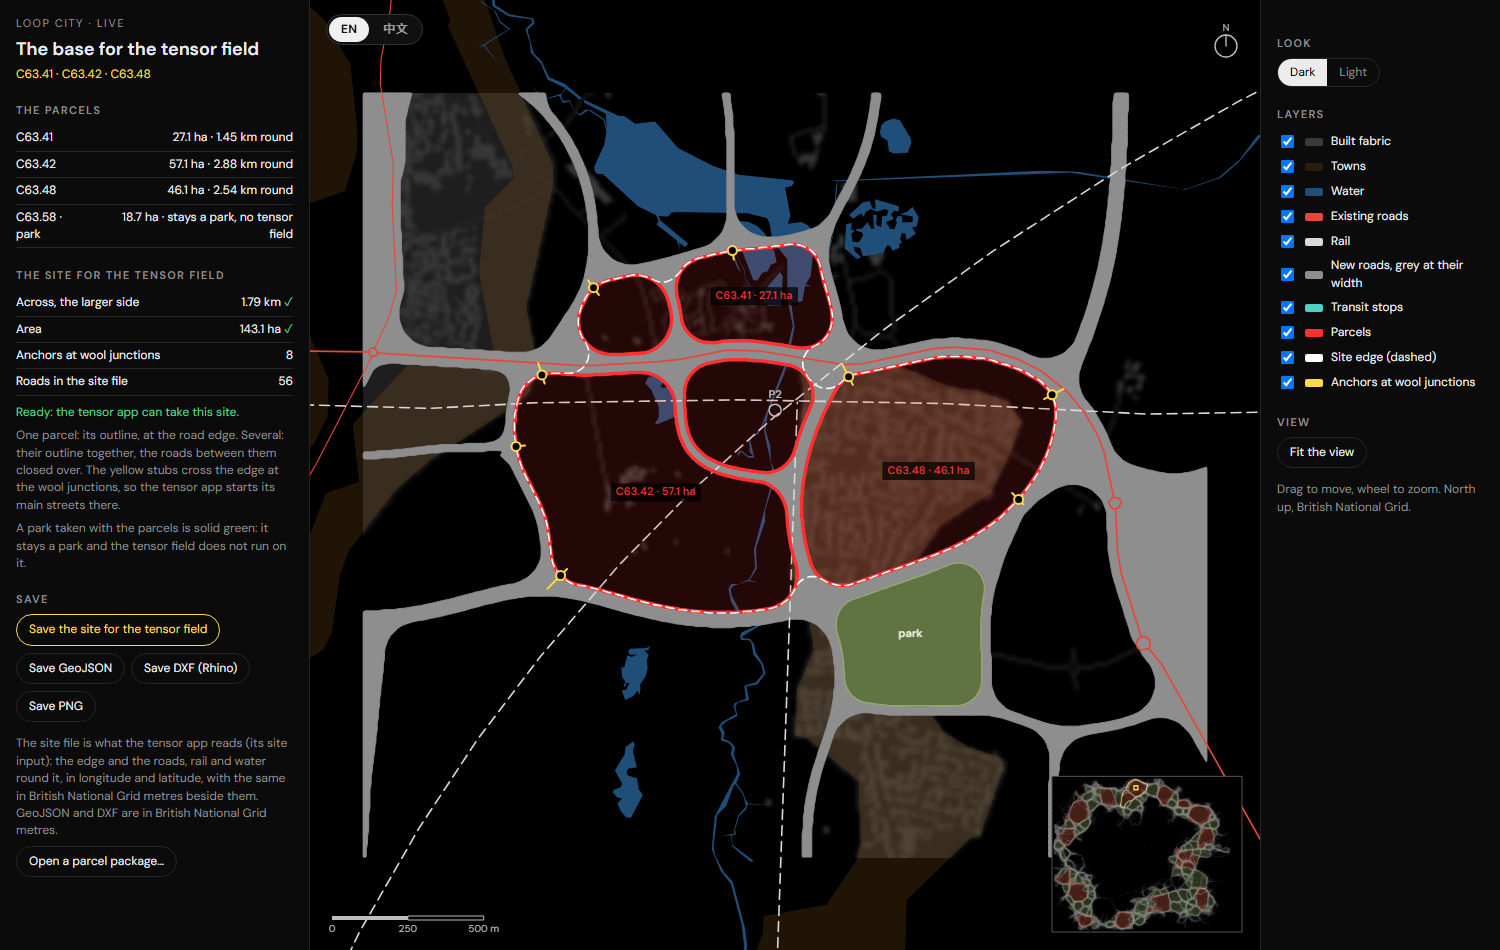 LOOP CITY · LIVE
The base for the tensor field
C63.41 · C63.42 · C63.48
THE PARCELS
C63.41 27.1 ha · 1.45 km round
C63.42 57.1 ha · 2.88 km round
C63.48 46.1 ha · 2.54 km round
C63.58 · 18.7 ha · stays a park, no tensor
park field
THE SITE FOR THE TENSOR FIELD
Across, the larger side 1.79 km ✓
Area 143.1 ha ✓
Anchors at wool junctions 8
Roads in the site file 56
Ready: the tensor app can take this site.
One parcel: its outline, at the road edge. Several:
their outline together, the roads between them
closed over. The yellow stubs cross the edge at
the wool junctions, so the tensor app starts its
main streets there.
A park taken with the parcels is solid green: it
stays a park and the tensor field does not run on
it.
SAVE
Save the site for the tensor field
Save GeoJSON Save DXF (Rhino)
Save PNG
The site file is what the tensor app reads (its site
input): the edge and the roads, rail and water
round it, in longitude and latitude, with the same
in British National Grid metres beside them.
GeoJSON and DXF are in British National Grid
metres.
Open a parcel package...
EN 中文
N
C63.41 · 27.1 ha
P2
C63.48 · 46.1 ha
C63.42 · 57.1 ha
park
0 250 500 m
LOOK
Dark Light
LAYERS
Built fabric
Towns
Water
Existing roads
Rail
New roads, grey at their
width
Transit stops
Parcels
Site edge (dashed)
Anchors at wool junctions
VIEW
Fit the view
Drag to move, wheel to zoom. North
up, British National Grid.